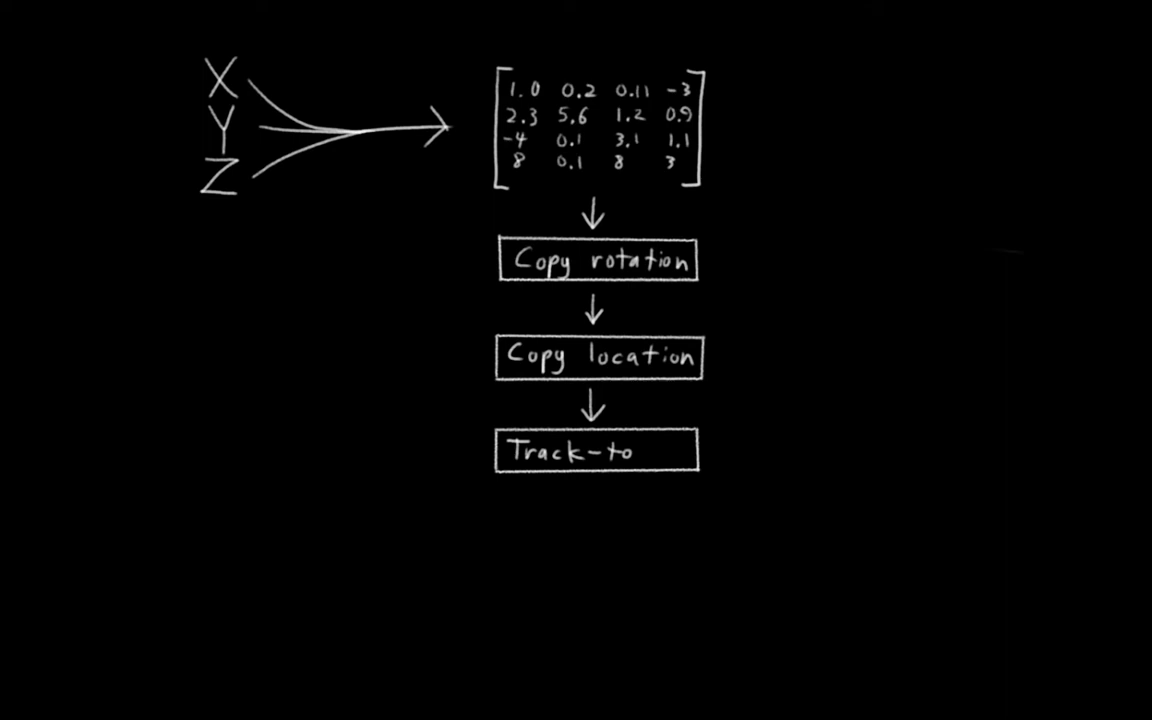 X
Y
Z
1.0 0.2 0.11 -3
2.3 5.6 1.2 0.9
-4 0.1 3.1 1.1
8 0.1 8 3
Copy rotation
Copy location
Track-to